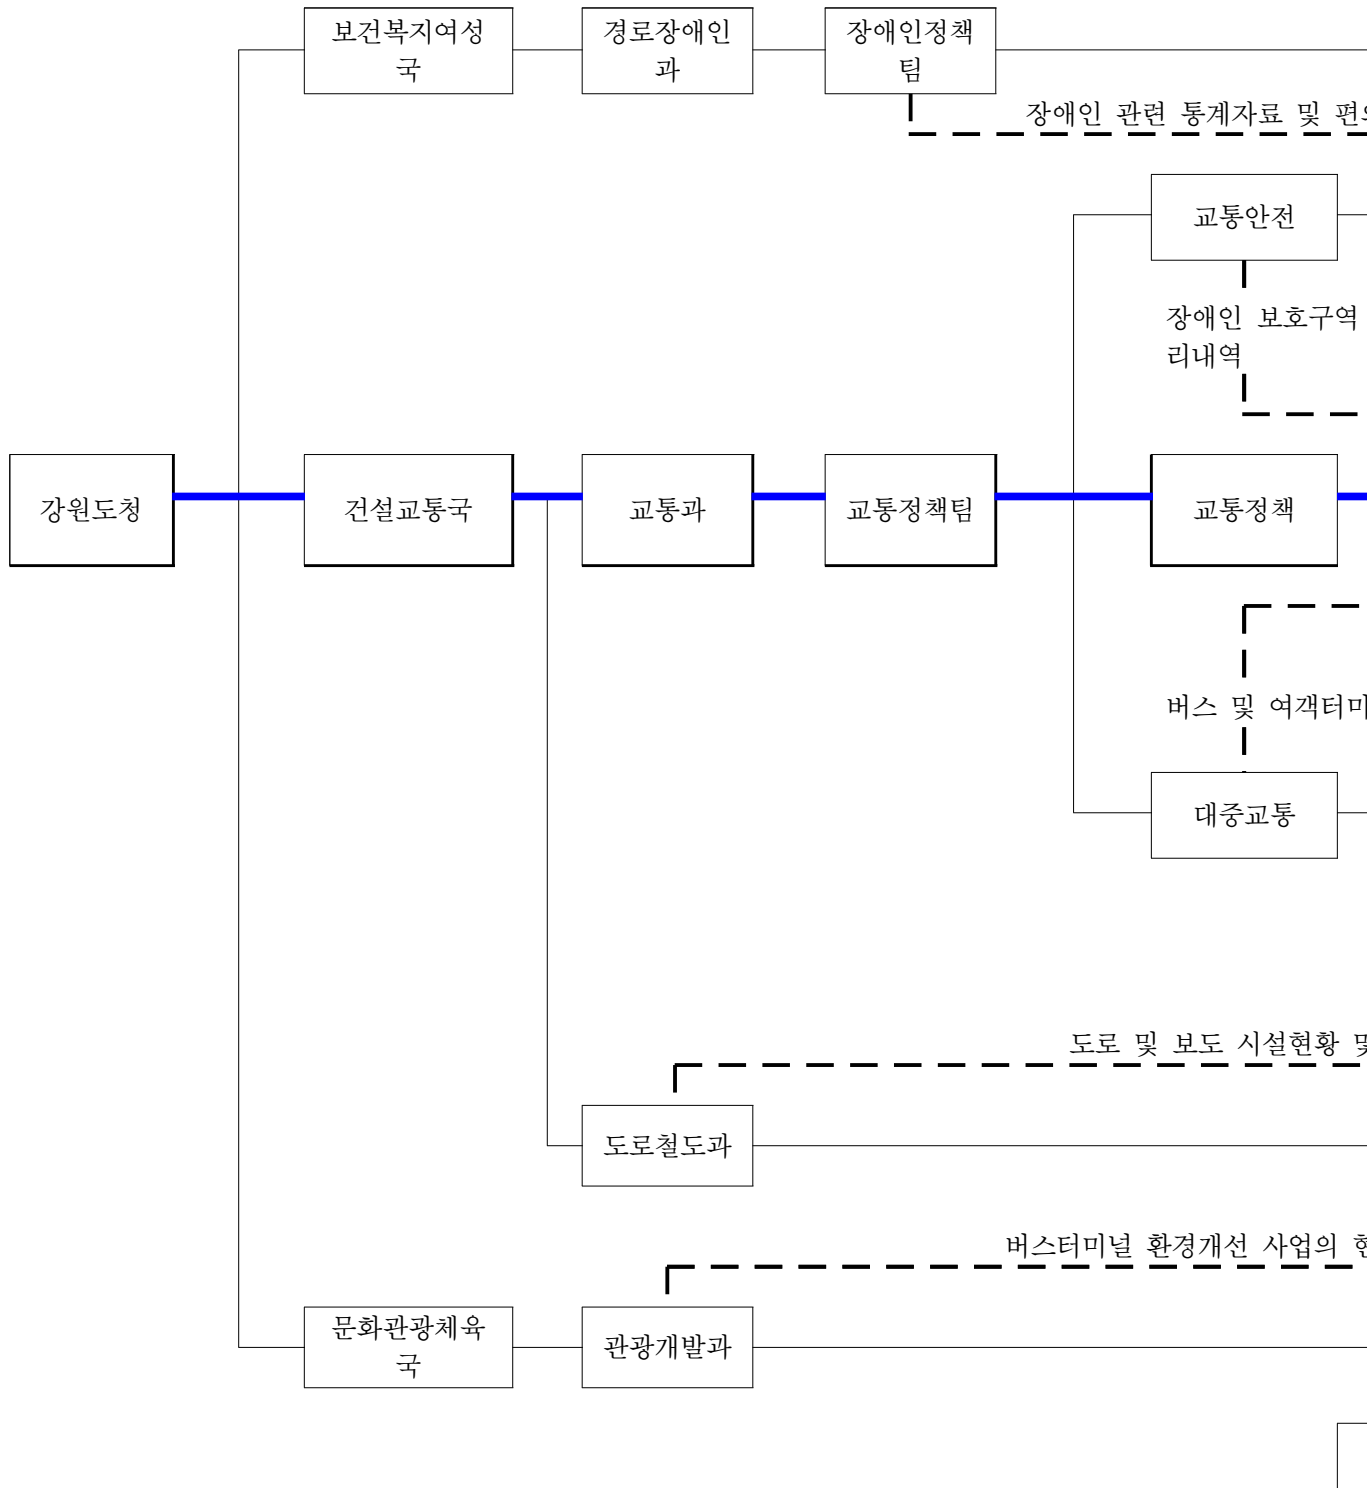 보건복지여성
국
경로장애인
과
장애인정책
팀
장애인 관련 통계자료 및
교통안전
장애인 보호구역
리내역
강원도청
건설교통국
교통과
교통정책팀
교통정책
버스 및
대중교통
도로 및 보도 시설현황
도로철도과
버스터미널 환경개선 사업의
문화관광체육
국
관광개발과